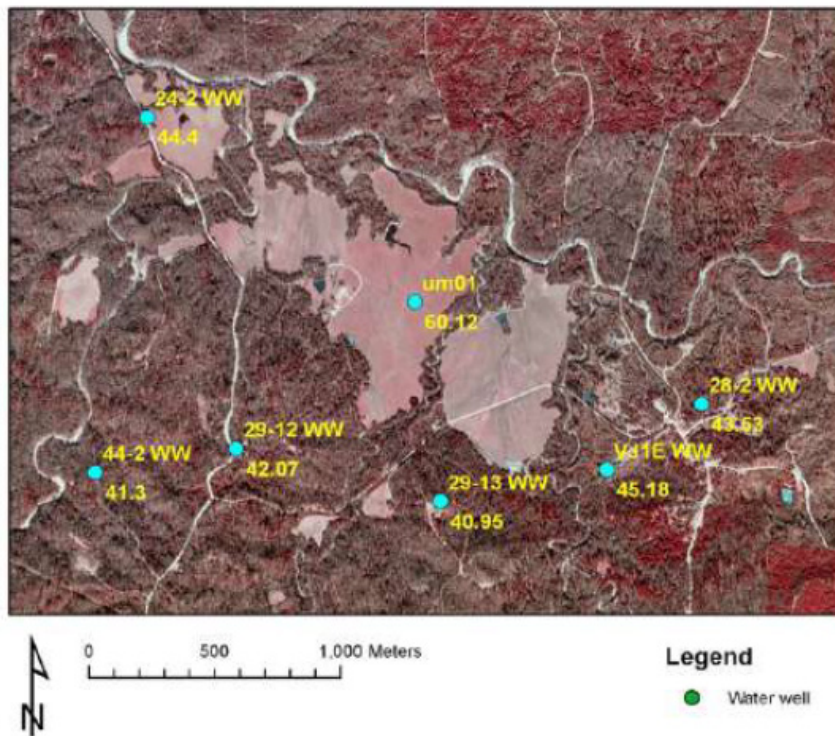 24-2 WW
44.4
um01
60.12
28-2 WW
43.53
29-12 WW
42.07
44-2 WW
41.3
Vd1E WW
45.18
29-13 WW
40.95
0 500 1,000 Meters
N
Legend
Water well